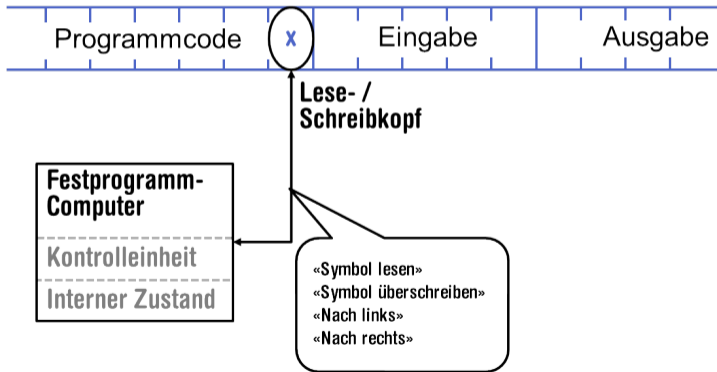 Programmcode x Eingabe Ausgabe
Lese- /
Schreibkopf
Festprogramm-
Computer
Kontrolleinheit
Interner Zustand
«Symbol lesen»
«Symbol überschreiben»
«Nach links»
«Nach rechts»